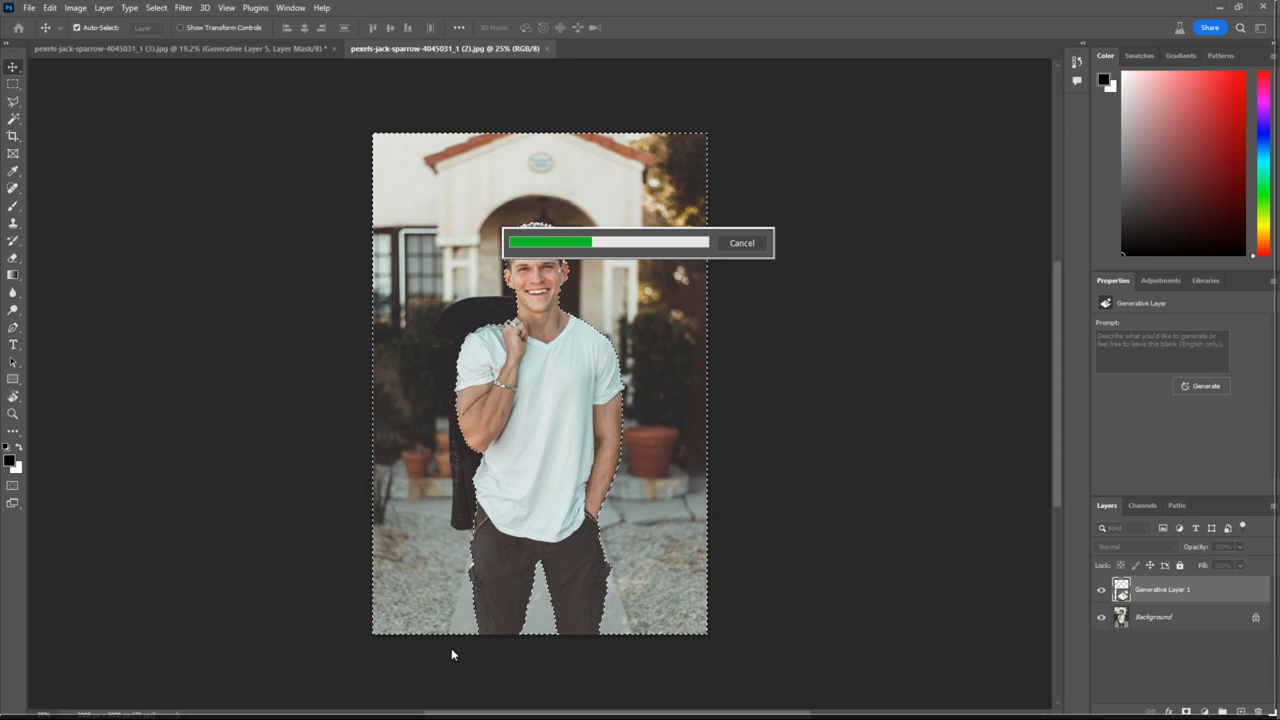 Ps File Edit Image Layer Type Select Filter 3D View Plugins Window Help
Auto-Select: Layer Show Transform Controls 3D Mode: Share
pexels-jack-sparrow-4045031_1 (3).jpg @ 19.2% (Generative Layer 5, Layer Mask/8) * × pexels-jack-sparrow-4045031_1 (2).jpg @ 25% (RGB/8) ×
Color Swatches Gradients Patterns
Cancel
Properties Adjustments Libraries
Generative Layer
Prompt:
Describe what you'd like to generate or
feel free to leave this blank (English only).
Generate
Layers Channels Paths
Kind
Normal Opacity: 100%
Lock: Fill: 100%
Generative Layer 1
Background